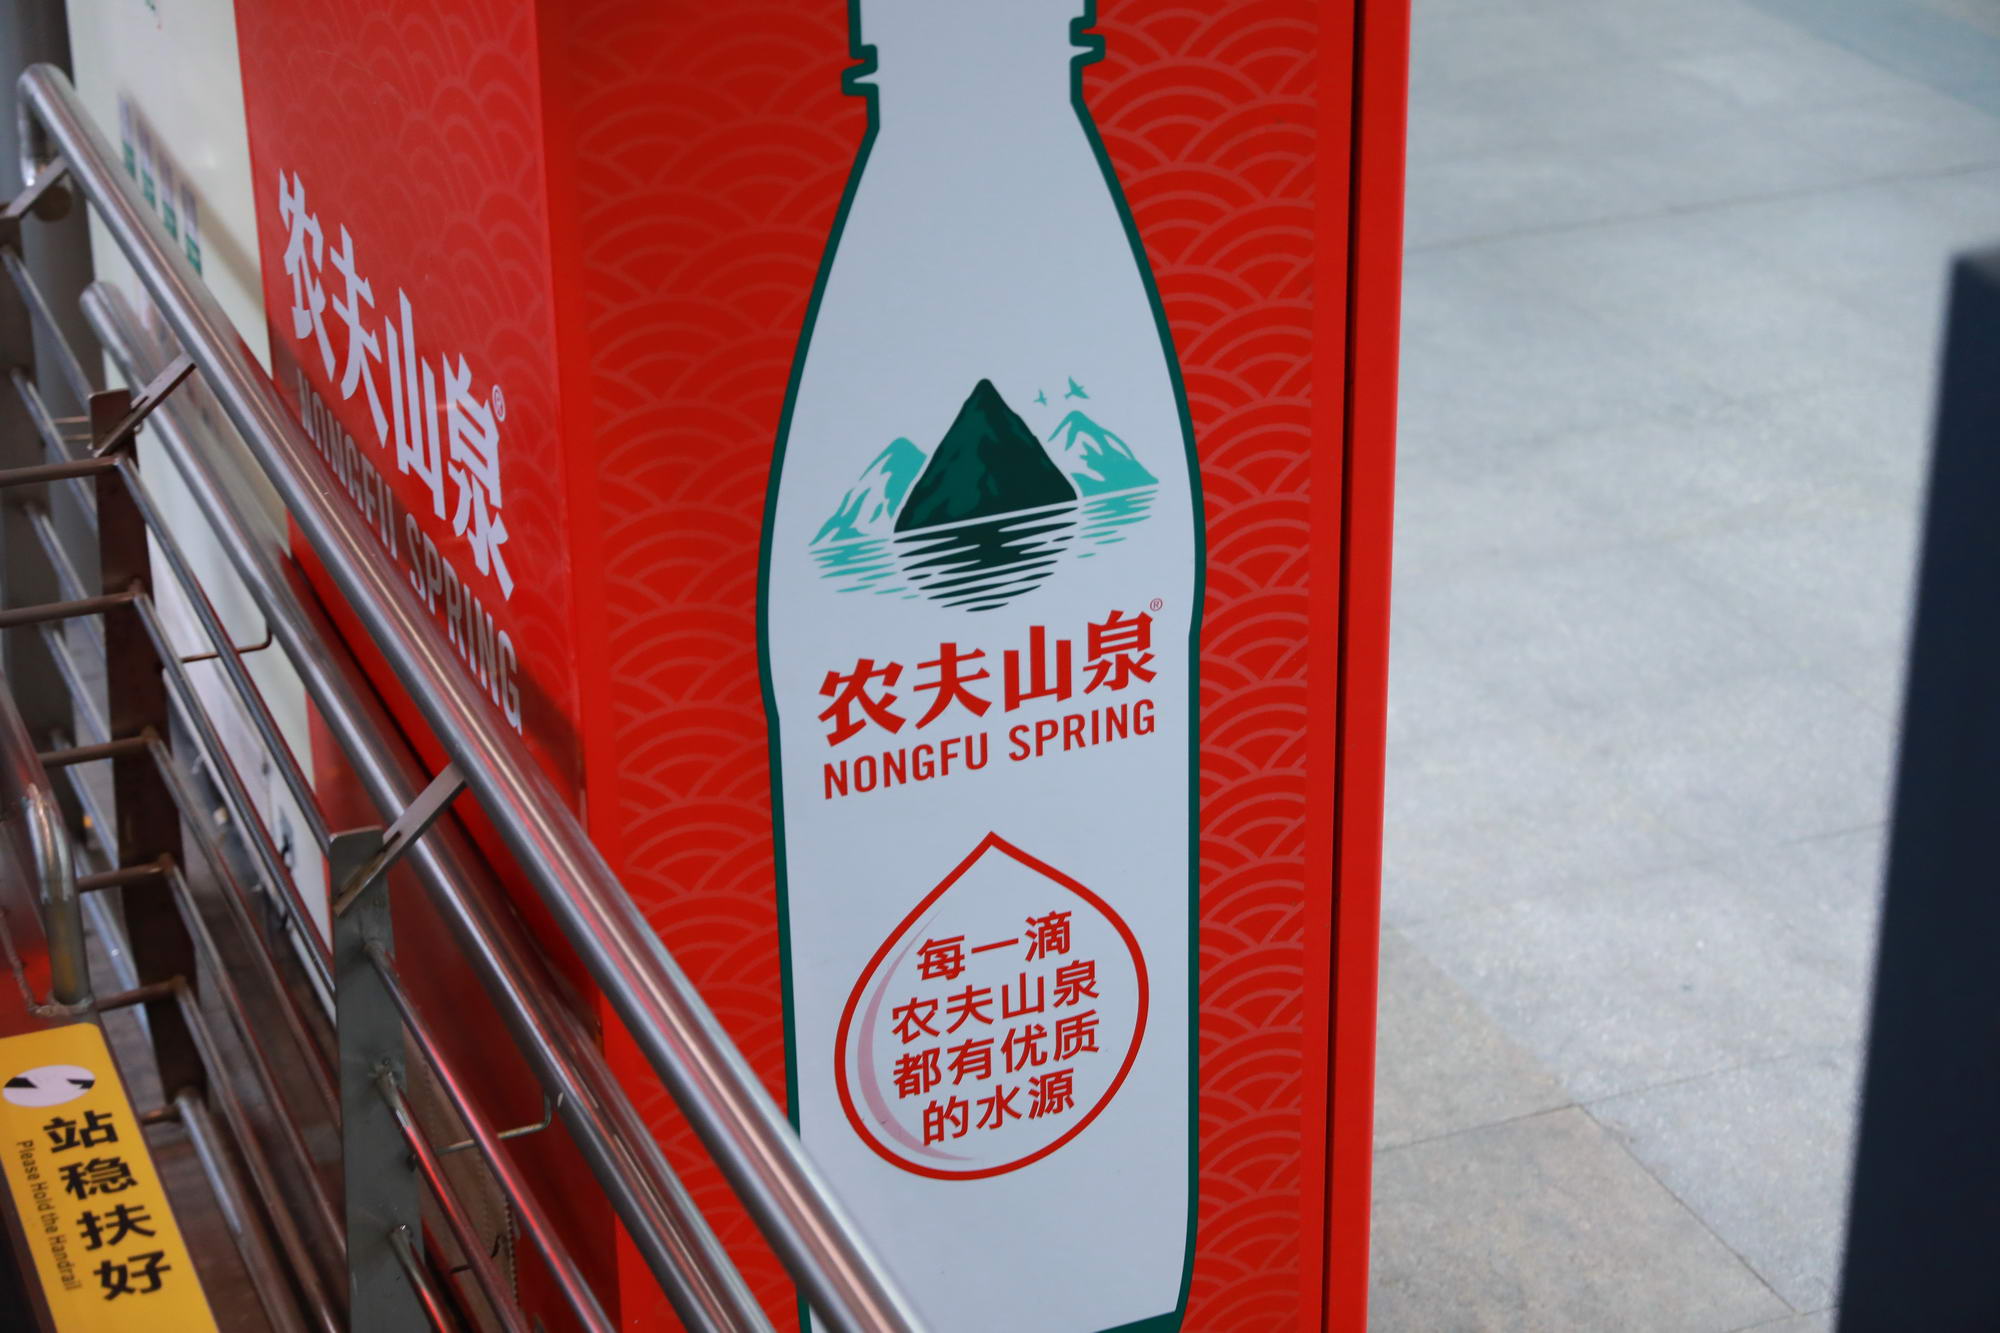 农夫山泉®
NONGFU SPRING
农夫山泉®
NONGFU SPRING
每一滴
农夫山泉
都有优质
的水源
站稳扶好
Please Hold the Handrail